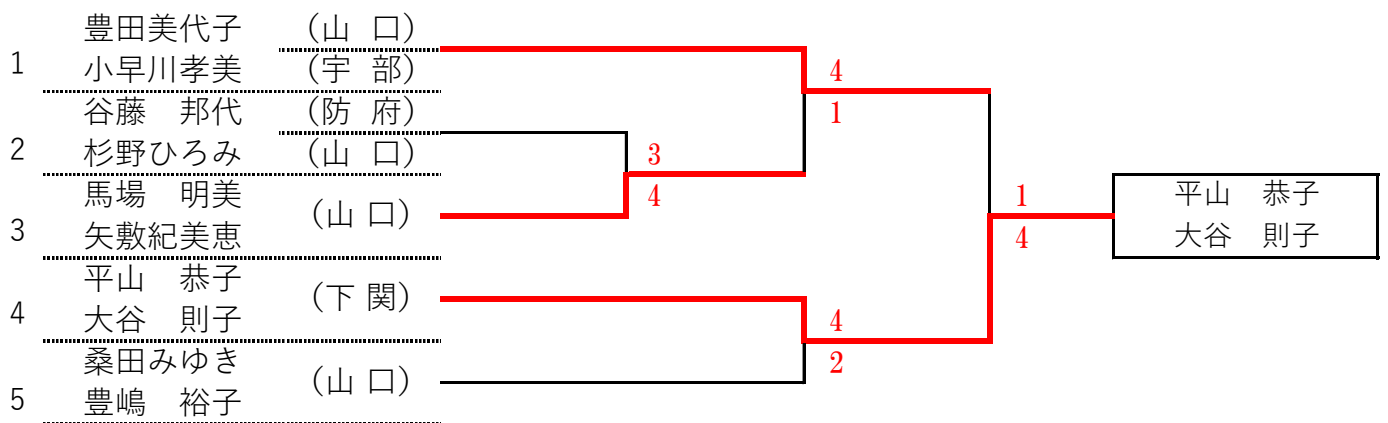 豊田美代子 (山 口)
1 小早川孝美 (宇 部)
谷藤 邦代 (防 府)
2 杉野ひろみ (山 口)
馬場 明美
(山 口)
3 矢敷紀美恵
平山 恭子
(下 関)
4 大谷 則子
桑田みゆき
(山 口)
5 豊嶋 裕子
4
1
3
4
4
2
1
4
平山 恭子
大谷 則子